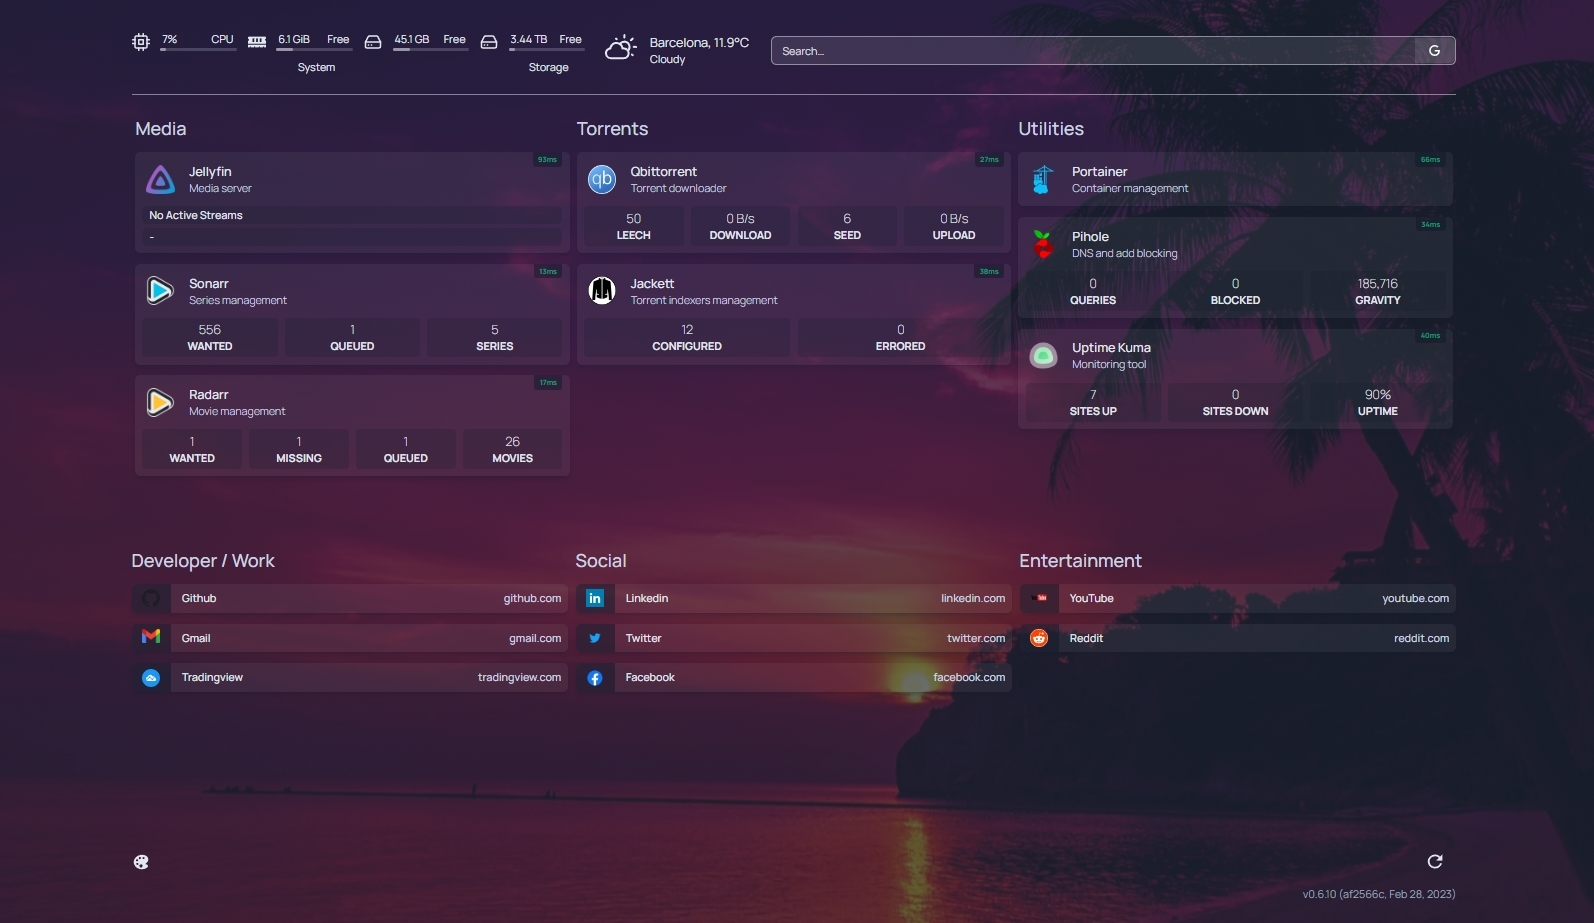 7% CPU
6.1 GiB Free
45.1 GB Free
3.44 TB Free
System
Storage
Barcelona, 11.9°C
Cloudy
Search...
G
Media
93ms
Jellyfin
Media server
No Active Streams
-
13ms
Sonarr
Series management
556 1 5
WANTED QUEUED SERIES
17ms
Radarr
Movie management
1 1 1 26
WANTED MISSING QUEUED MOVIES
Torrents
27ms
qb
Qbittorrent
Torrent downloader
50 0 B/s 6 0 B/s
LEECH DOWNLOAD SEED UPLOAD
38ms
Jackett
Torrent indexers management
12 0
CONFIGURED ERRORED
Utilities
66ms
Portainer
Container management
34ms
Pihole
DNS and add blocking
0 0 185,716
QUERIES BLOCKED GRAVITY
40ms
Uptime Kuma
Monitoring tool
7 0 90%
SITES UP SITES DOWN UPTIME
Developer / Work
Github github.com
Gmail gmail.com
Tradingview tradingview.com
Social
in Linkedin linkedin.com
Twitter twitter.com
Facebook facebook.com
Entertainment
YouTube youtube.com
Reddit reddit.com
v0.6.10 (af2566c, Feb 28, 2023)